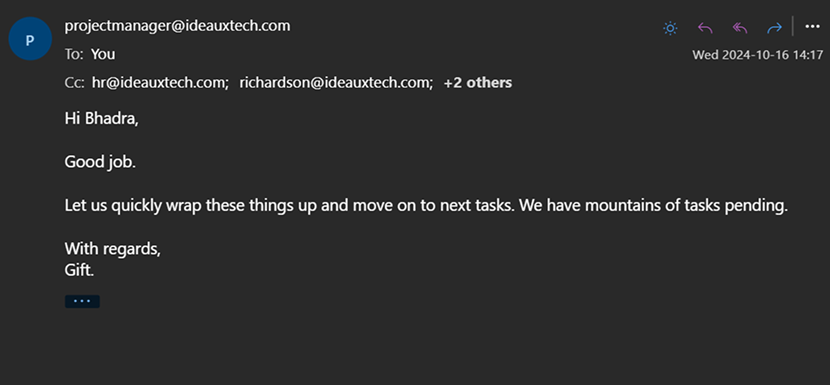 P
projectmanager@ideauxtech.com
To: You
Wed 2024-10-16 14:17
Cc: hr@ideauxtech.com; richardson@ideauxtech.com; +2 others
Hi Bhadra,
Good job.
Let us quickly wrap these things up and move on to next tasks. We have mountains of tasks pending.
With regards,
Gift.